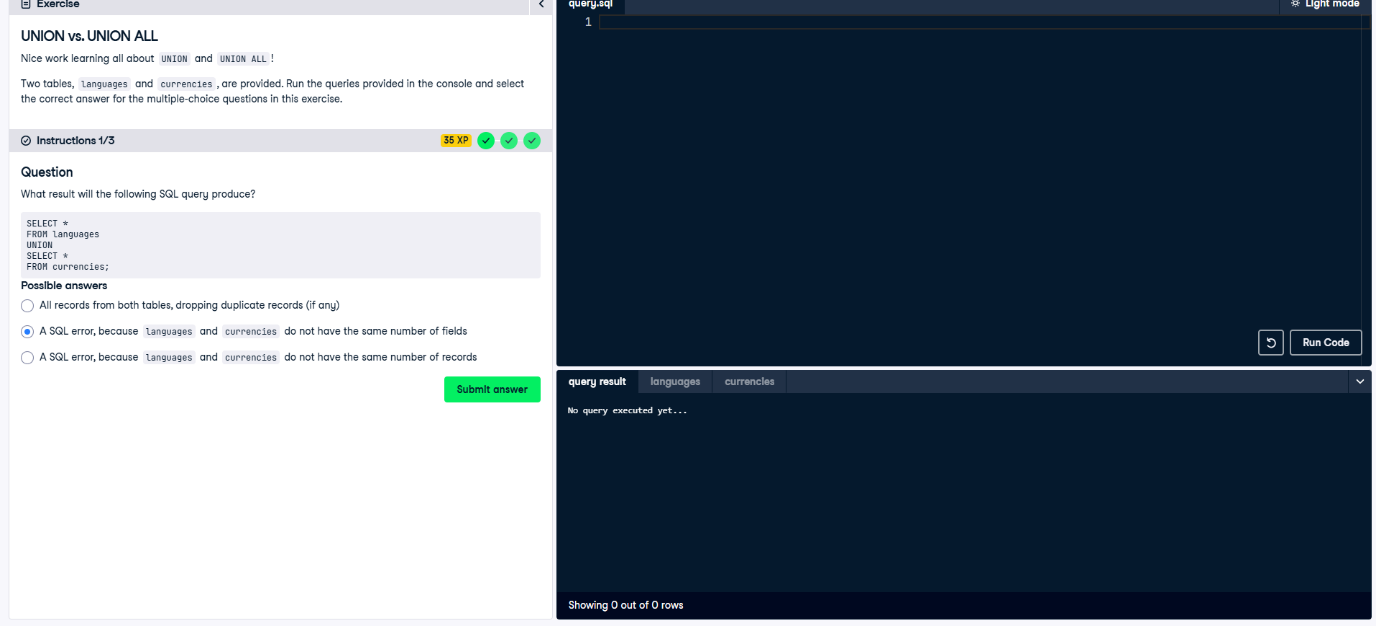 Exercise
UNION vs. UNION ALL
Nice work learning all about UNION and UNION ALL !
Two tables, languages and currencies , are provided. Run the queries provided in the console and select
the correct answer for the multiple-choice questions in this exercise.
Instructions 1/3
35 XP
Question
What result will the following SQL query produce?
SELECT *
FROM languages
UNION
SELECT *
FROM currencies;
Possible answers
All records from both tables, dropping duplicate records (if any)
A SQL error, because languages and currencies do not have the same number of fields
A SQL error, because languages and currencies do not have the same number of records
Submit answer
query.sql
Light mode
1
Run Code
query result languages currencies
No query executed yet...
Showing 0 out of 0 rows